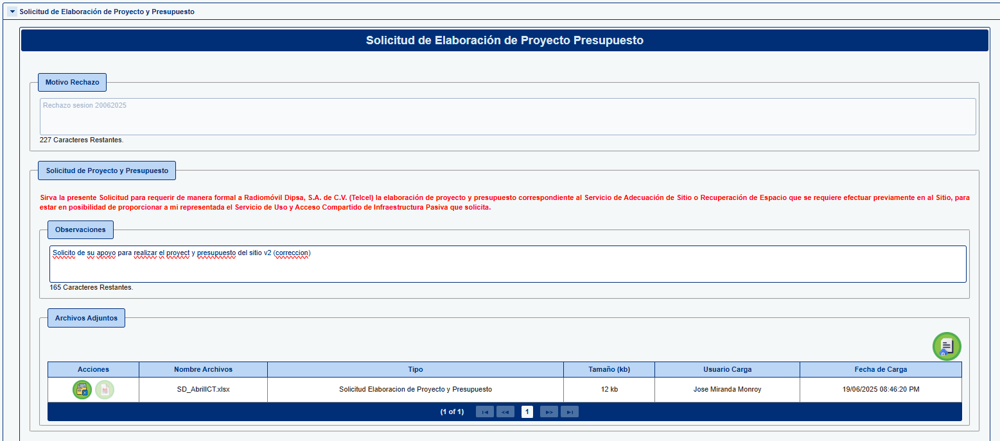 Solicitud de Elaboración de Proyecto y Presupuesto
Solicitud de Elaboración de Proyecto Presupuesto
Motivo Rechazo
Rechazo sesion 20062025
227 Caracteres Restantes.
Solicitud de Proyecto y Presupuesto
Sirva la presente Solicitud para requerir de manera formal a Radiomóvil Dipsa, S.A. de C.V. (Telcel) la elaboración de proyecto y presupuesto correspondiente al Servicio de Adecuación de Sitio o Recuperación de Espacio que se requiere efectuar previamente en al Sitio, para
estar en posibilidad de proporcionar a mi representada el Servicio de Uso y Acceso Compartido de Infraestructura Pasiva que solicita.
Observaciones
Solicito de su apoyo para realizar el proyect y presupuesto del sitio v2 (correccion)
165 Caracteres Restantes.
Archivos Adjuntos
Acciones Nombre Archivos Tipo Tamaño (kb) Usuario Carga Fecha de Carga
SD_AbrilICT.xlsx Solicitud Elaboracion de Proyecto y Presupuesto 12 kb Jose Miranda Monroy 19/06/2025 08:46:20 PM
(1 of 1) 1